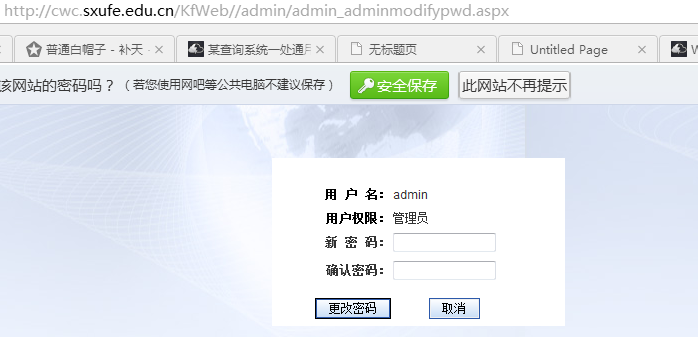 http://cwc.sxufe.edu.cn/KfWeb//admin/admin_adminmodifypwd.aspx
普通白帽子 - 补天 - 某查询系统一处通用 无标题页 Untitled Page W
该网站的密码吗？（若您使用网吧等公共电脑不建议保存） 安全保存 此网站不再提示
用 户 名： admin
用户权限： 管理员
新 密 码：
确认密码：
更改密码 取消